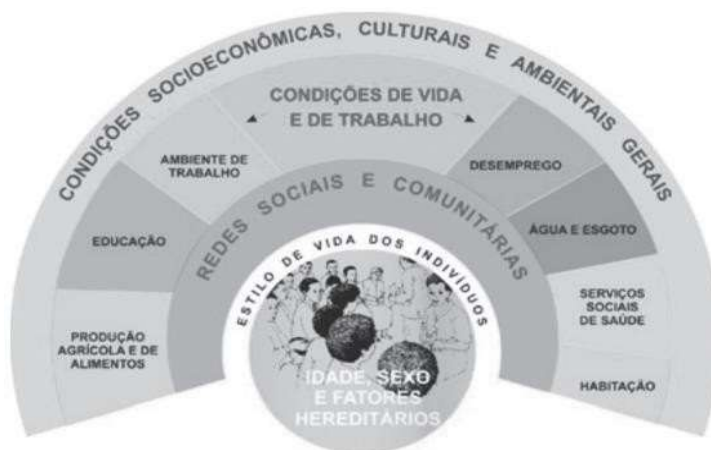 CONDIÇÕES SOCIOECONÔMICAS, CULTURAIS E AMBIENTAIS GERAIS
CONDIÇÕES DE VIDA
E DE TRABALHO
AMBIENTE DE
TRABALHO
DESEMPREGO
REDES SOCIAIS E COMUNITÁRIAS
EDUCAÇÃO
ÁGUA E ESGOTO
ESTILO DE VIDA DOS INDIVÍDUOS
PRODUÇÃO
AGRÍCOLA E DE
ALIMENTOS
SERVIÇOS
SOCIAIS
DE SAÚDE
HABITAÇÃO
IDADE, SEXO
E FATORES
HEREDITÁRIOS